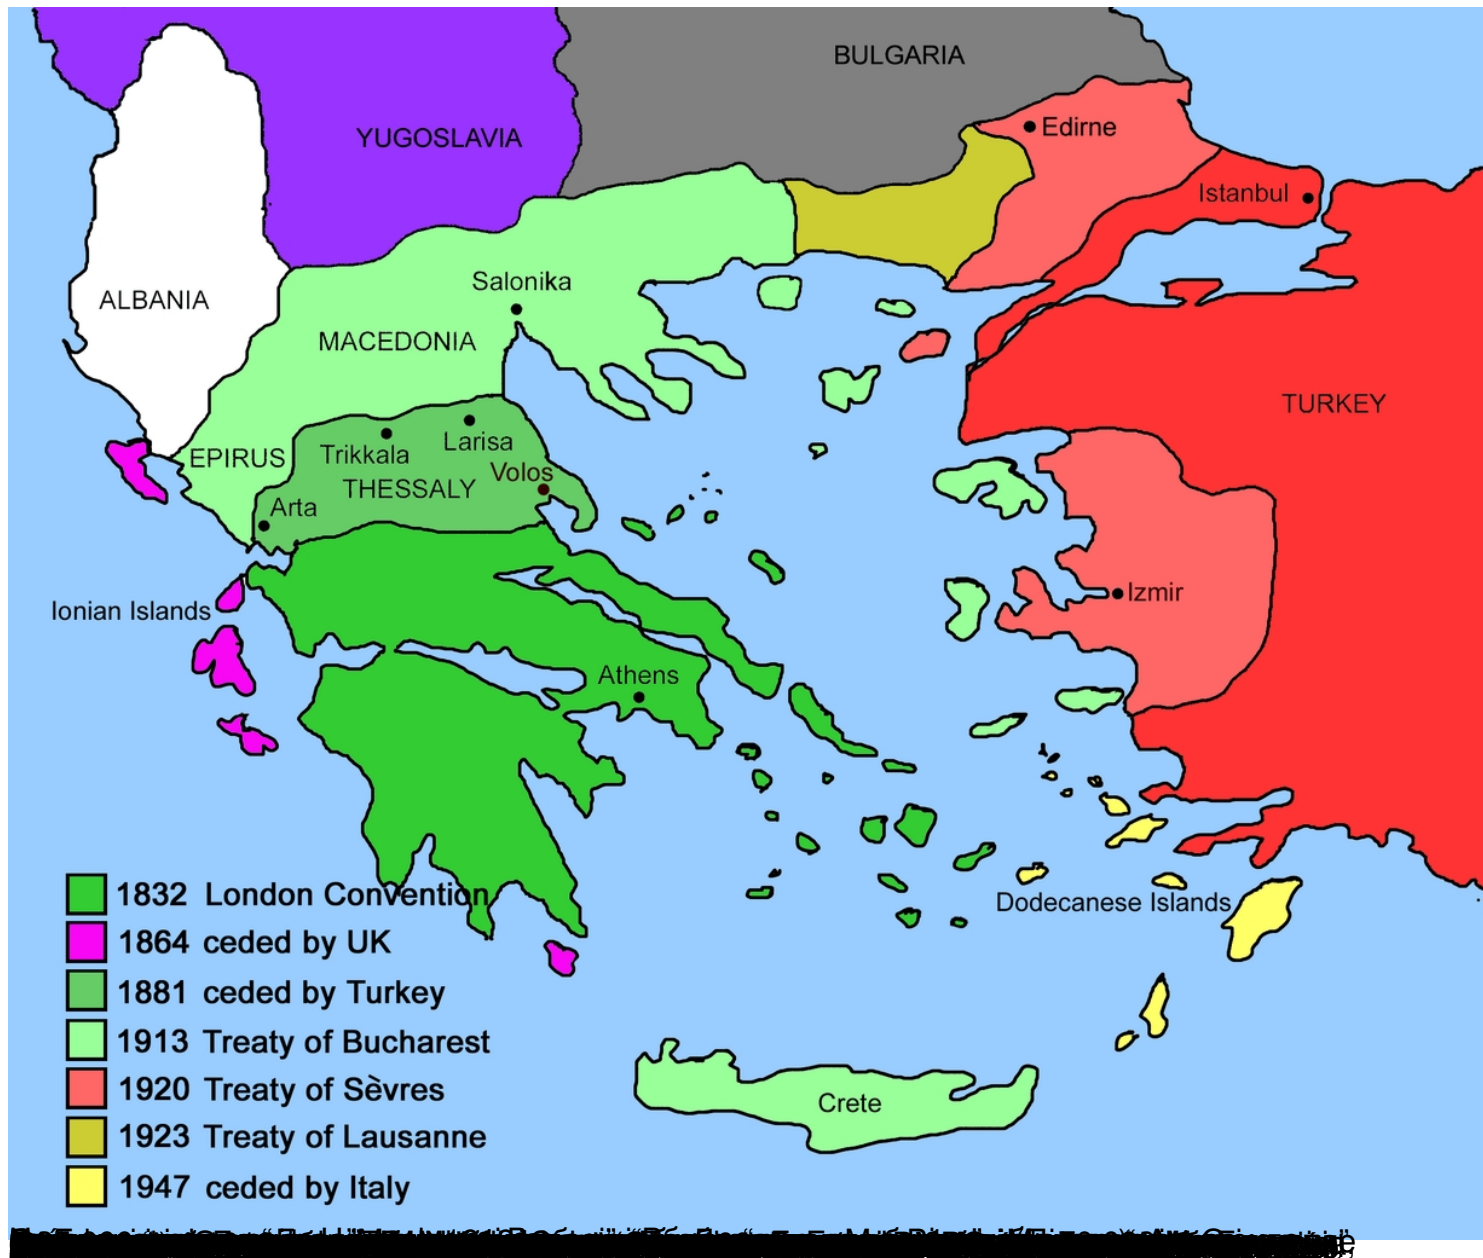 BULGARIA
Edirne
YUGOSLAVIA
Istanbul
Salonika
ALBANIA
MACEDONIA
TURKEY
Larisa
EPIRUS
Trikkala
Volos
THESSALY
Arta
Izmir
Ionian Islands
Athens
1832 London Convention
Dodecanese Islands
1864 ceded by UK
1881 ceded by Turkey
1913 Treaty of Bucharest
1920 Treaty of Sèvres
Crete
1923 Treaty of Lausanne
1947 ceded by Italy